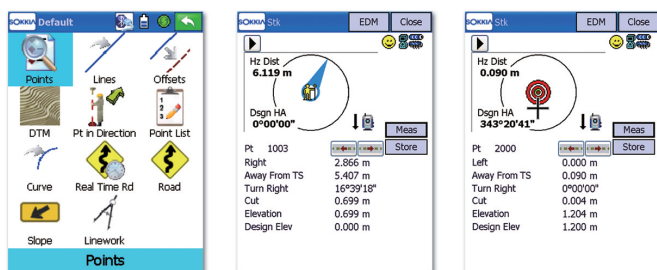 SOKKIA Default
Points
Lines
Offsets
DTM
Pt in Direction
Point List
Curve
Real Time Rd
Road
Slope
Linework
Points
SOKKIA Stk EDM Close
Hz Dist
6.119 m
Dsgn HA
0°00'00"
Meas
Pt 1003 Store
Right 2.866 m
Away From TS 5.407 m
Turn Right 16°39'18"
Cut 0.699 m
Elevation 0.699 m
Design Elev 0.000 m
SOKKIA Stk EDM Close
Hz Dist
0.090 m
Dsgn HA
343°20'41"
Meas
Pt 2000 Store
Left 0.000 m
Away From TS 0.090 m
Turn Right 0°00'00"
Cut 0.004 m
Elevation 1.204 m
Design Elev 1.200 m